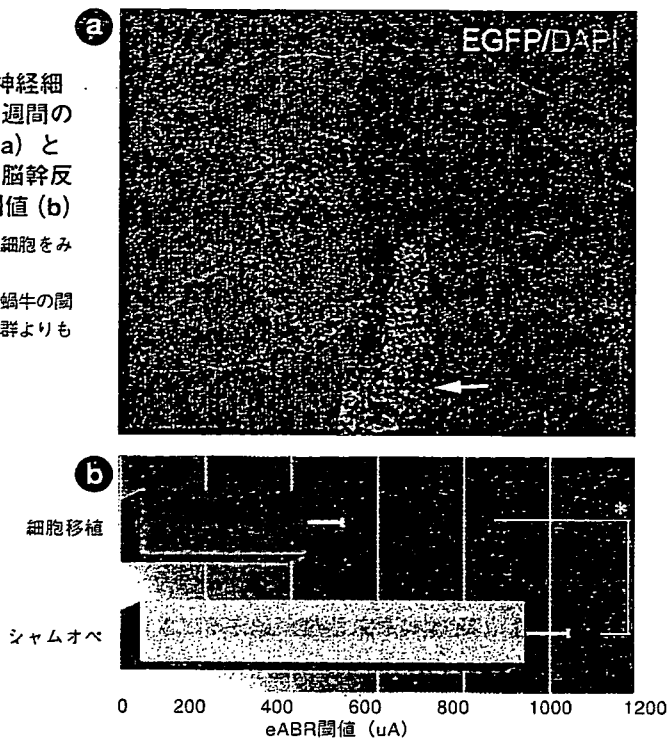 a
EGFP/DAPI
神経細
週間の
a) と
脳幹反
値 (b)
細胞をみ
蝸牛の閾
群よりも
b
細胞移植
シャムオペ
*
0 200 400 600 800 1000 1200
eABR閾値 (uA)